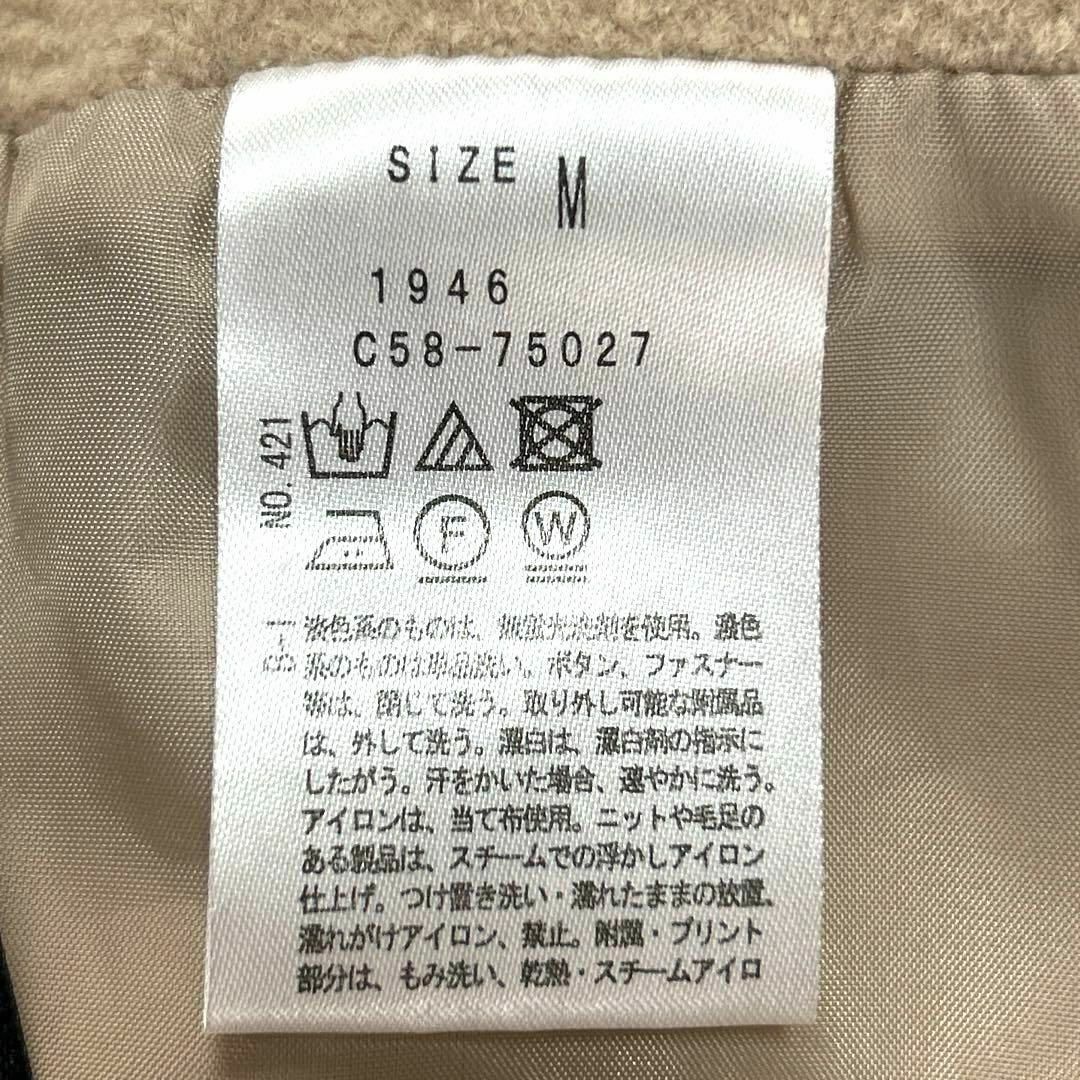 SIZE M
1946
C58-75027
NO. 421
F W
淡色系のものは、無蛍光洗剤を使用。濃色
系のものは単品洗い。ボタン、ファスナー
等は、閉じて洗う。取り外し可能な附属品
は、外して洗う。漂白は、漂白剤の指示に
したがう。汗をかいた場合、速やかに洗う。
アイロンは、当て布使用。ニットや毛足の
ある製品は、スチームでの浮かしアイロン
仕上げ。つけ置き洗い・濡れたままの放置、
濡れがけアイロン、禁止。附属・プリント
部分は、もみ洗い、乾熱・スチームアイロ